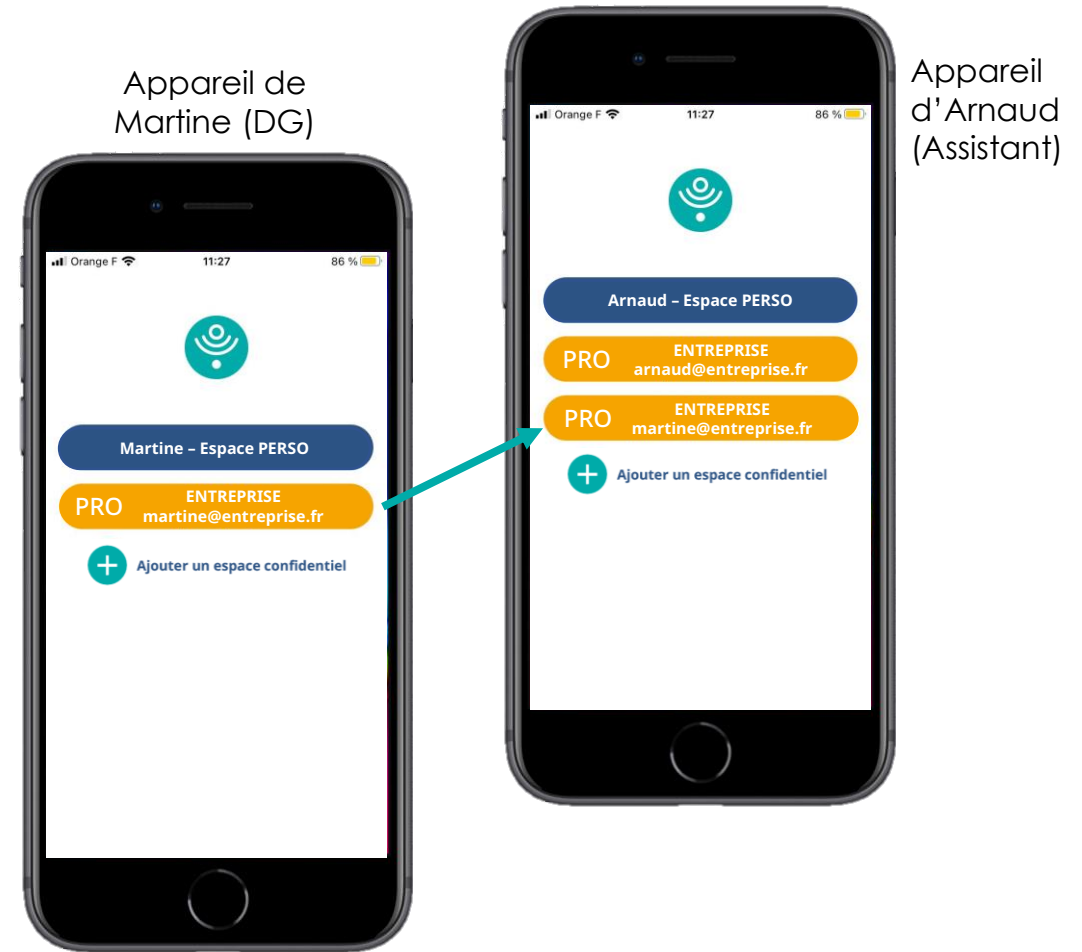 Appareil de
Martine (DG)
Orange F
11:27
86 %
Martine – Espace PERSO
PRO
ENTREPRISE
martine@entreprise.fr
Ajouter un espace confidentiel
Appareil
d’Arnaud
(Assistant)
Orange F
11:27
86 %
Arnaud – Espace PERSO
PRO
ENTREPRISE
arnaud@entreprise.fr
PRO
ENTREPRISE
martine@entreprise.fr
Ajouter un espace confidentiel